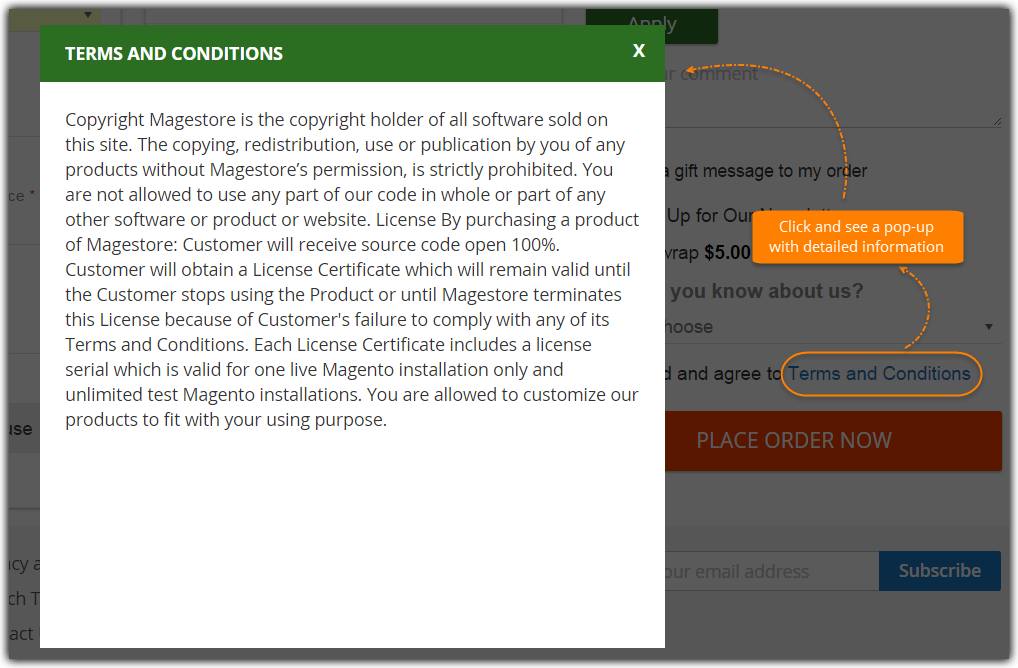 Apply
TERMS AND CONDITIONS
X
comment
Copyright Magestore is the copyright holder of all software sold on
this site. The copying, redistribution, use or publication by you of any
products without Magestore’s permission, is strictly prohibited. You
are not allowed to use any part of our code in whole or part of any
other software or product or website. License By purchasing a product
of Magestore: Customer will receive source code open 100%.
Customer will obtain a License Certificate which will remain valid until
the Customer stops using the Product or until Magestore terminates
this License because of Customer's failure to comply with any of its
Terms and Conditions. Each License Certificate includes a license
serial which is valid for one live Magento installation only and
unlimited test Magento installations. You are allowed to customize our
products to fit with your using purpose.
a gift message to my order
Up for Our
Click and see a pop-up
with detailed information
wrap $5.00
you know about us?
and agree to Terms and Conditions
PLACE ORDER NOW
email address
Subscribe